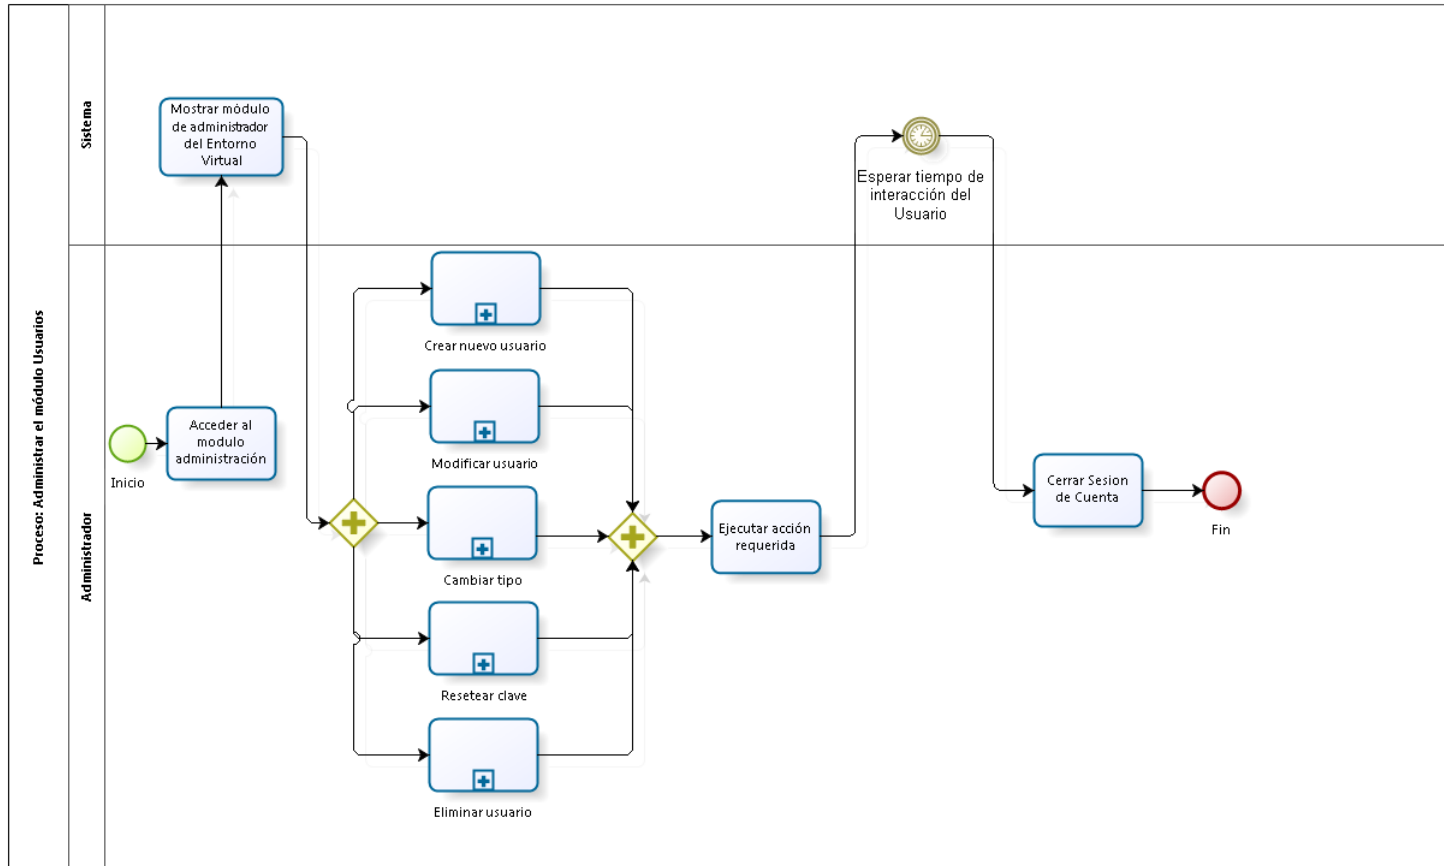 Proceso: Administrar el módulo Usuarios
Sistema
Mostrar módulo
de administrador
del Entorno
Virtual
Esperar tiempo de
interacción del
Usuario
Administrador
Inicio
Acceder al
modulo
administración
Crear nuevo usuario
Modificar usuario
Cambiar tipo
Resetear clave
Eliminar usuario
Ejecutar acción
requerida
Cerrar Sesion
de Cuenta
Fin